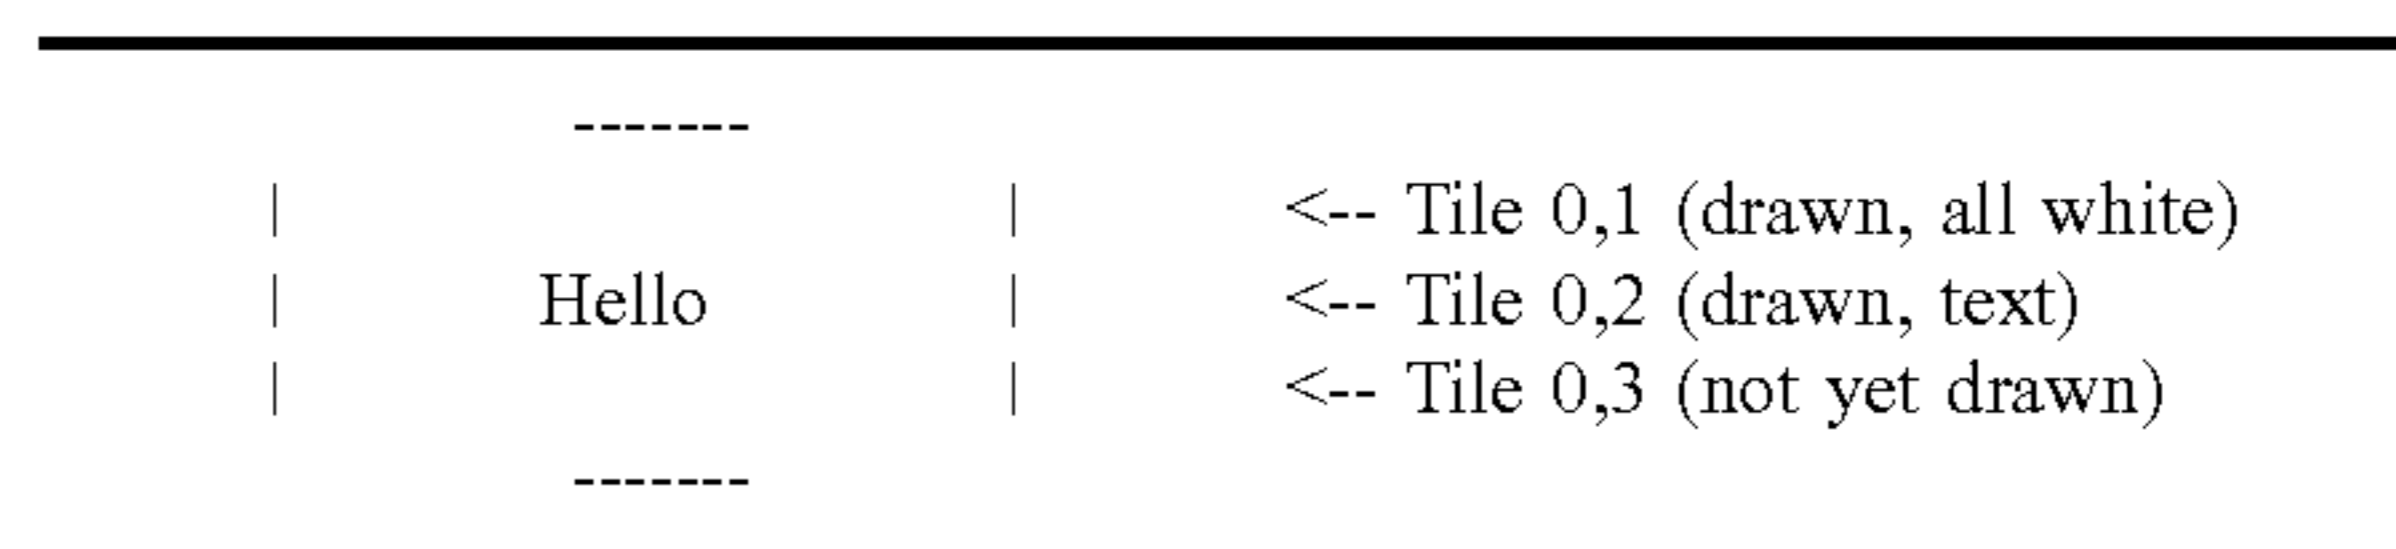 -------
| | <-- Tile 0,1 (drawn, all white)
| Hello | <-- Tile 0,2 (drawn, text)
| | <-- Tile 0,3 (not yet drawn)
-------